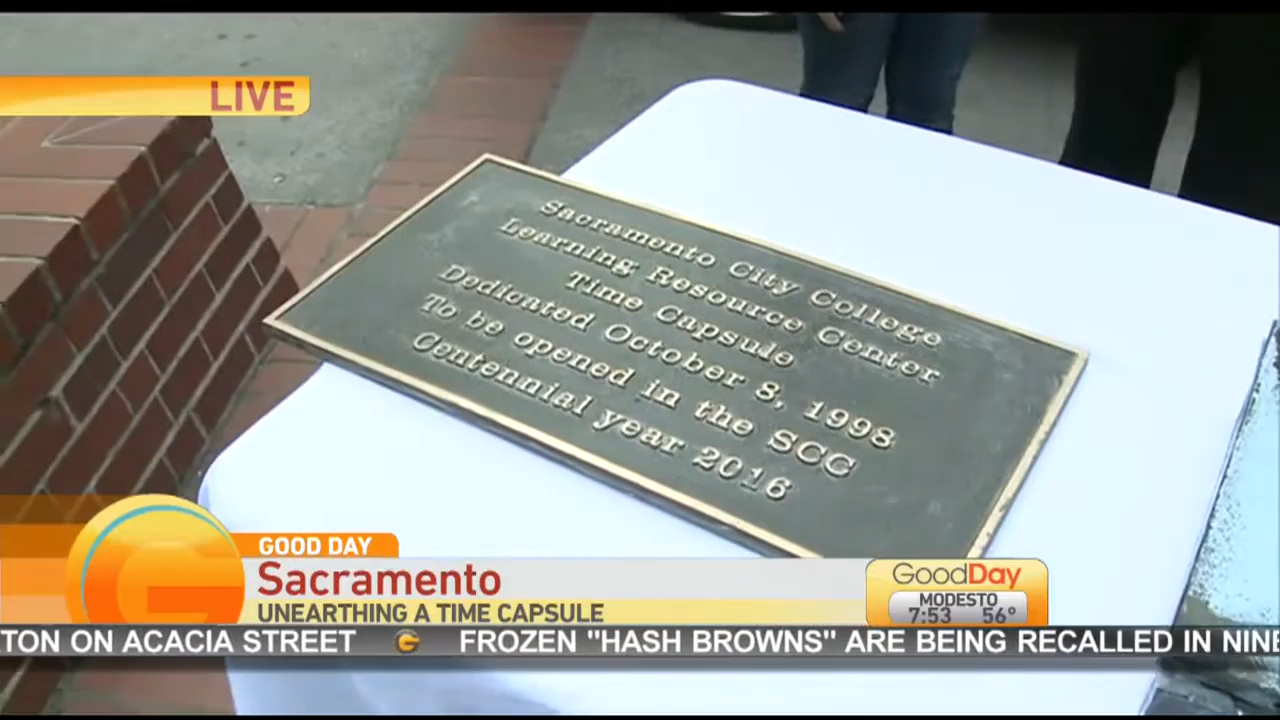 LIVE
Sacramento City College
Learning Resource Center
Time Capsule
Dedicated October 8, 1998
To be opened in the SCC
Centennial year 2016
GOOD DAY
Sacramento
UNEARTHING A TIME CAPSULE
GoodDay
MODESTO
7:53 56°
TON ON ACACIA STREET FROZEN "HASH BROWNS" ARE BEING RECALLED IN NINE